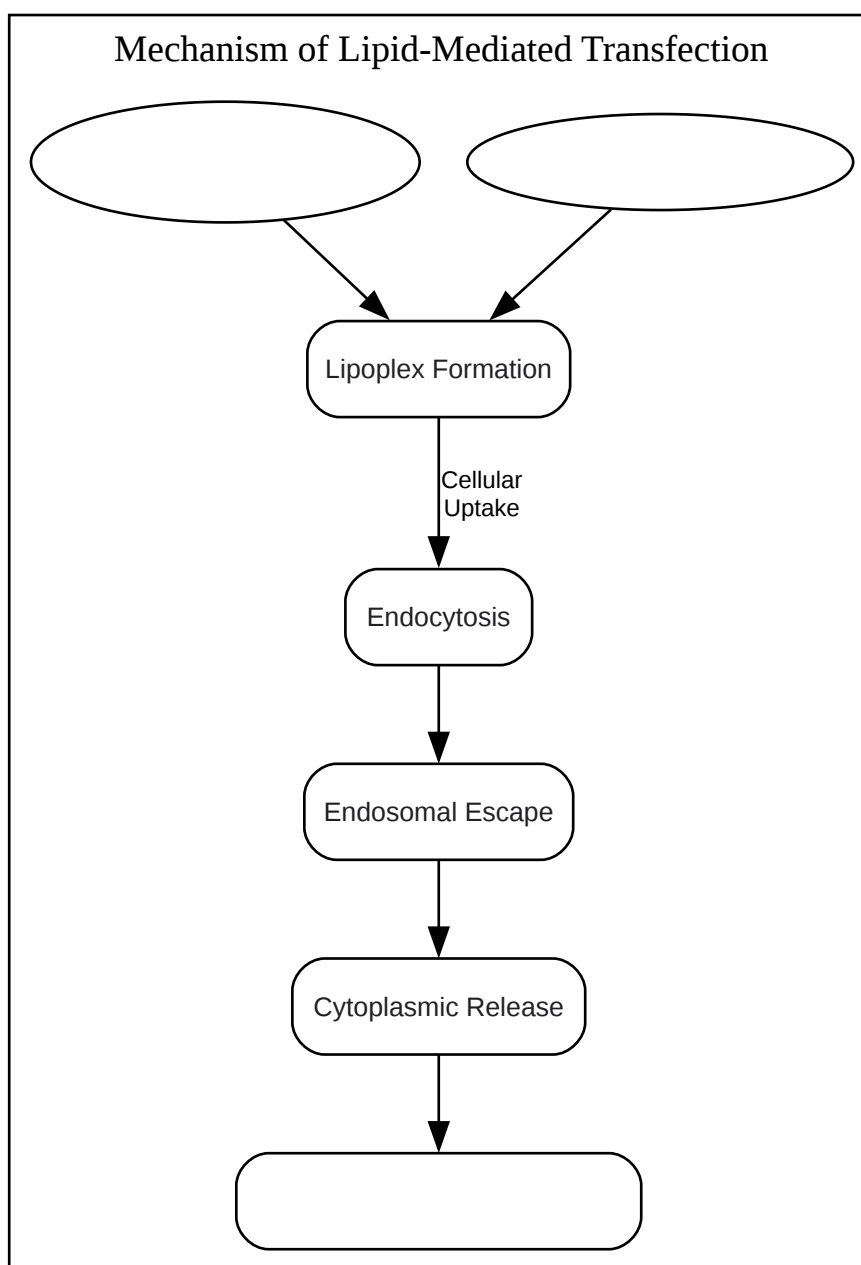 Mechanism of Lipid-Mediated Transfection
Lipoplex Formation
Cellular
Uptake
Endocytosis
Endosomal Escape
Cytoplasmic Release